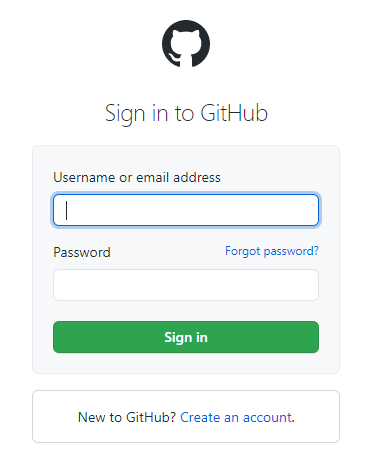 Sign in to GitHub
Username or email address
Password Forgot password?
Sign in
New to GitHub? Create an account.